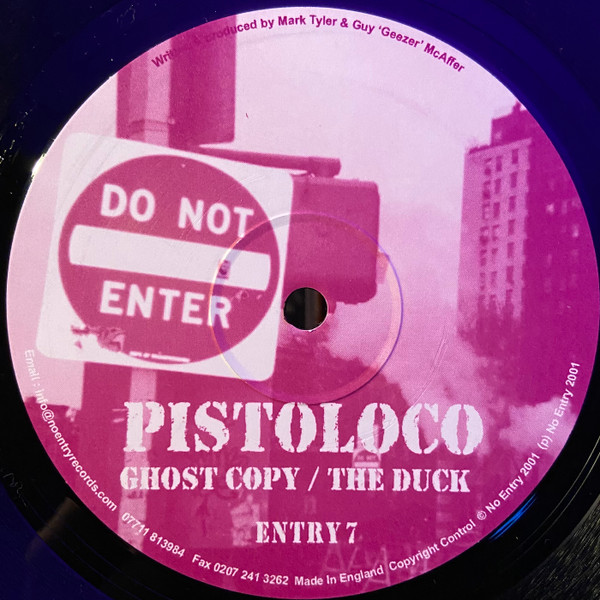 Written & produced by Mark Tyler & Guy 'Geezer' McAffer
DO NOT
ENTER
PISTOLOCO
GHOST COPY / THE DUCK
ENTRY 7
Email : info@noentryrecords.com 07711 813984 Fax 0207 241 3262 Made In England Copyright Control © No Entry 2001 (p) No Entry 2001